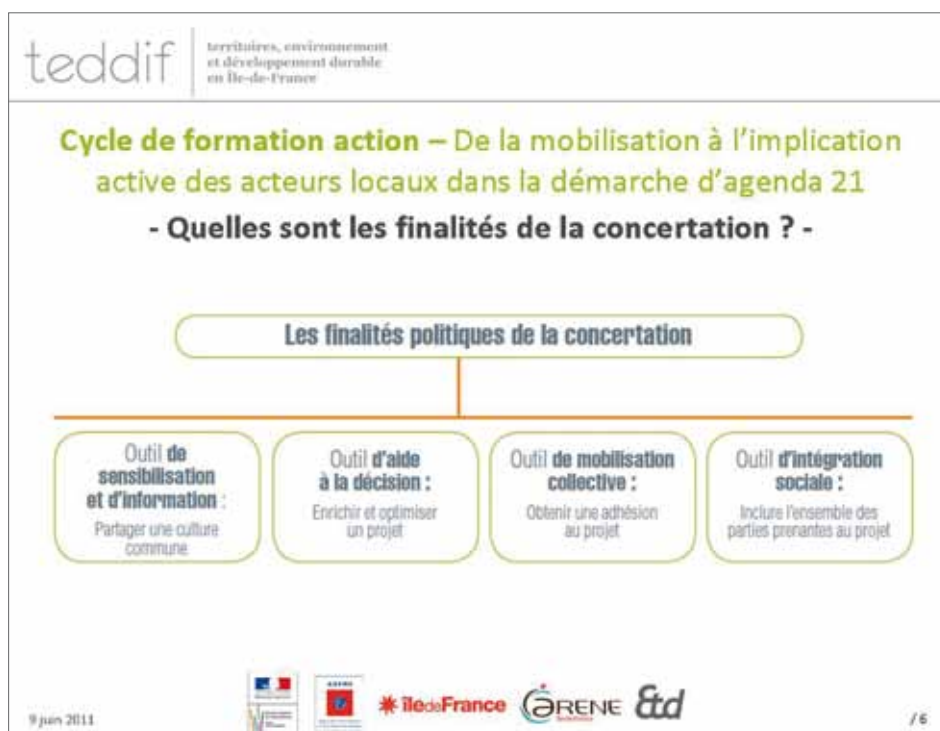 teddif
territoires, environnement
et développement durable
en Île-de-France
Cycle de formation action – De la mobilisation à l'implication
active des acteurs locaux dans la démarche d'agenda 21
- Quelles sont les finalités de la concertation ? -
Les finalités politiques de la concertation
Outil de
sensibilisation
et d'information :
Partager une culture
commune
Outil d'aide
à la décision :
Enrichir et optimiser
un projet
Outil de mobilisation
collective :
Obtenir une adhésion
au projet
Outil d'intégration
sociale :
Inclure l'ensemble des
parties prenantes au projet
9 juin 2011
ADEME
îledeFrance
ARENE
Etd
/ 6